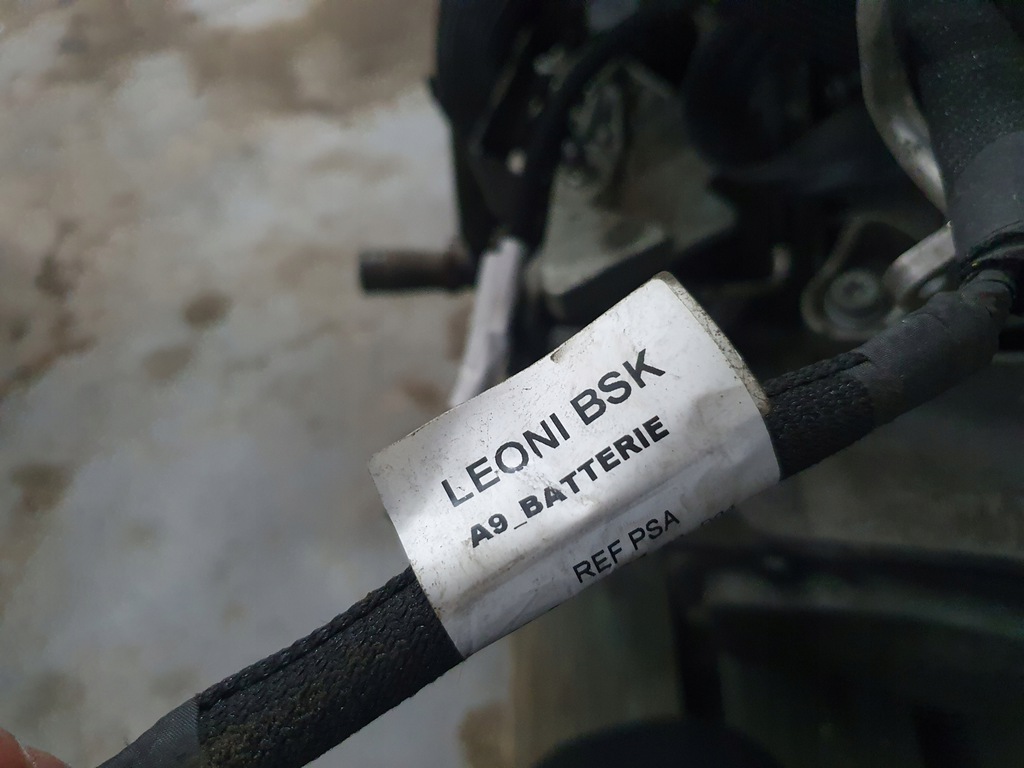 LEONI BSK
A9_BATTERIE
REF PSA